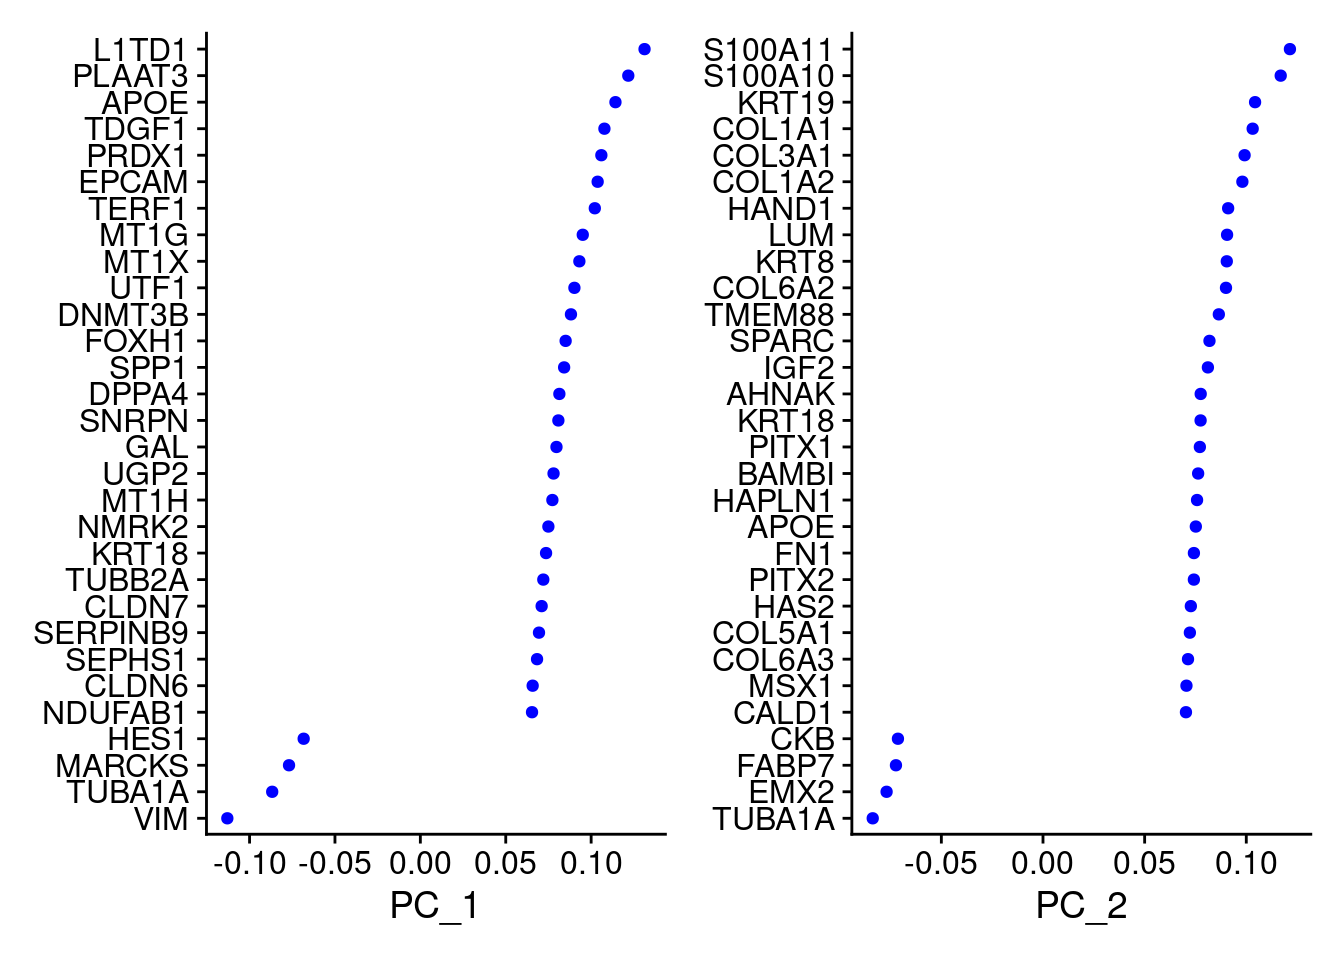 L1TD1
PLAAT3
APOE
TDGF1
PRDX1
EPCAM
TERF1
MT1G
MT1X
UTF1
DNMT3B
FOXH1
SPP1
DPPA4
SNRPN
GAL
UGP2
MT1H
NMRK2
KRT18
TUBB2A
CLDN7
SERPINB9
SEPHS1
CLDN6
NDUFAB1
HES1
MARCKS
TUBA1A
VIM
-0.10 -0.05 0.00 0.05 0.10
PC_1
S100A11
S100A10
KRT19
COL1A1
COL3A1
COL1A2
HAND1
LUM
KRT8
COL6A2
TMEM88
SPARC
IGF2
AHNAK
KRT18
PITX1
BAMBI
HAPLN1
APOE
FN1
PITX2
HAS2
COL5A1
COL6A3
MSX1
CALD1
CKB
FABP7
EMX2
TUBA1A
-0.05 0.00 0.05 0.10
PC_2